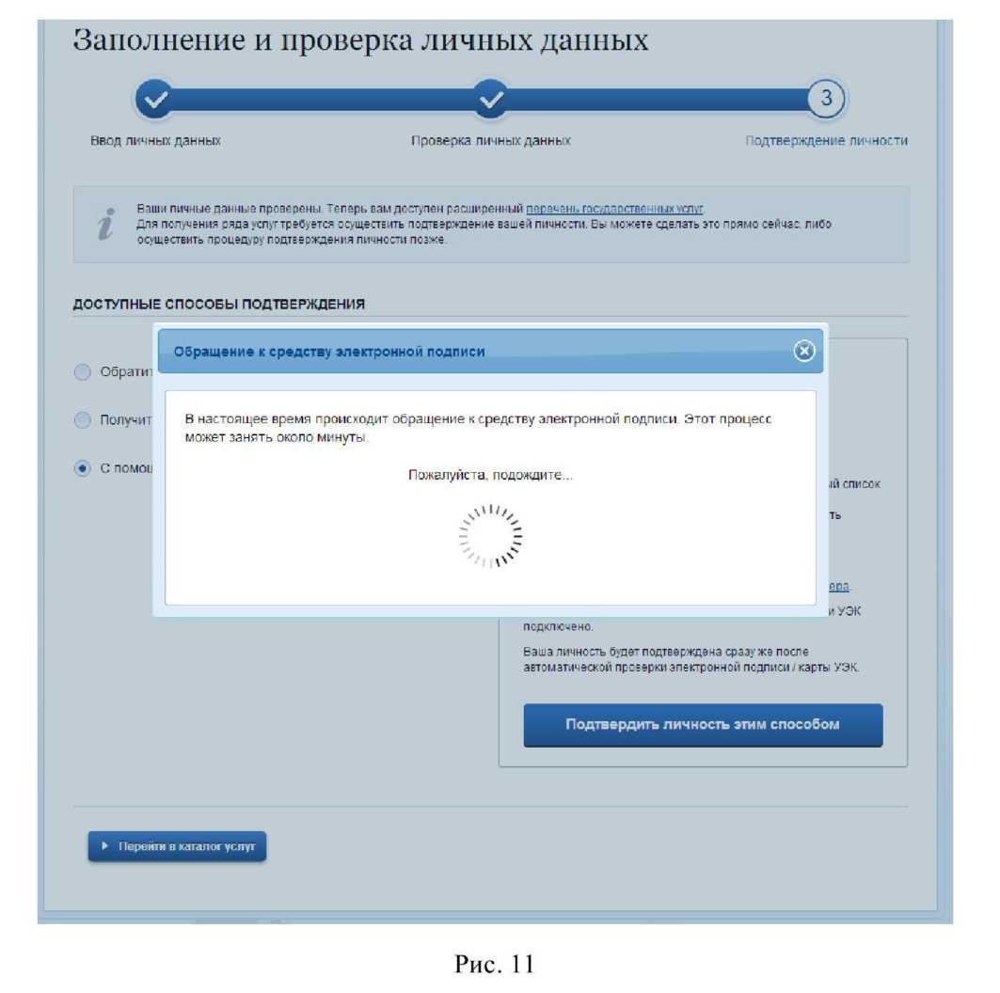 Заполнение и проверка личных данных
3
Ввод личных данных
Проверка личных данных
Подтверждение личности
Ваши личные данные проверены. Теперь вам доступен расширенный перечень государственных услуг.
Для получения ряда услуг требуется осуществить подтверждение вашей личности. Вы можете сделать это прямо сейчас, либо
осуществить процедуру подтверждения личности позже.
ДОСТУПНЫЕ СПОСОБЫ ПОДТВЕРЖДЕНИЯ
Обратит
Получит
С помощ
Обращение к средству электронной подписи
В настоящее время происходит обращение к средству электронной подписи. Этот процесс
может занять около минуты.
Пожалуйста, подождите...
ый список
ть
ера.
и УЭК
подключено.
Ваша личность будет подтверждена сразу же после
автоматической проверки электронной подписи / карты УЭК.
Подтвердить личность этим способом
Перейти в каталог услуг
Рис. 11